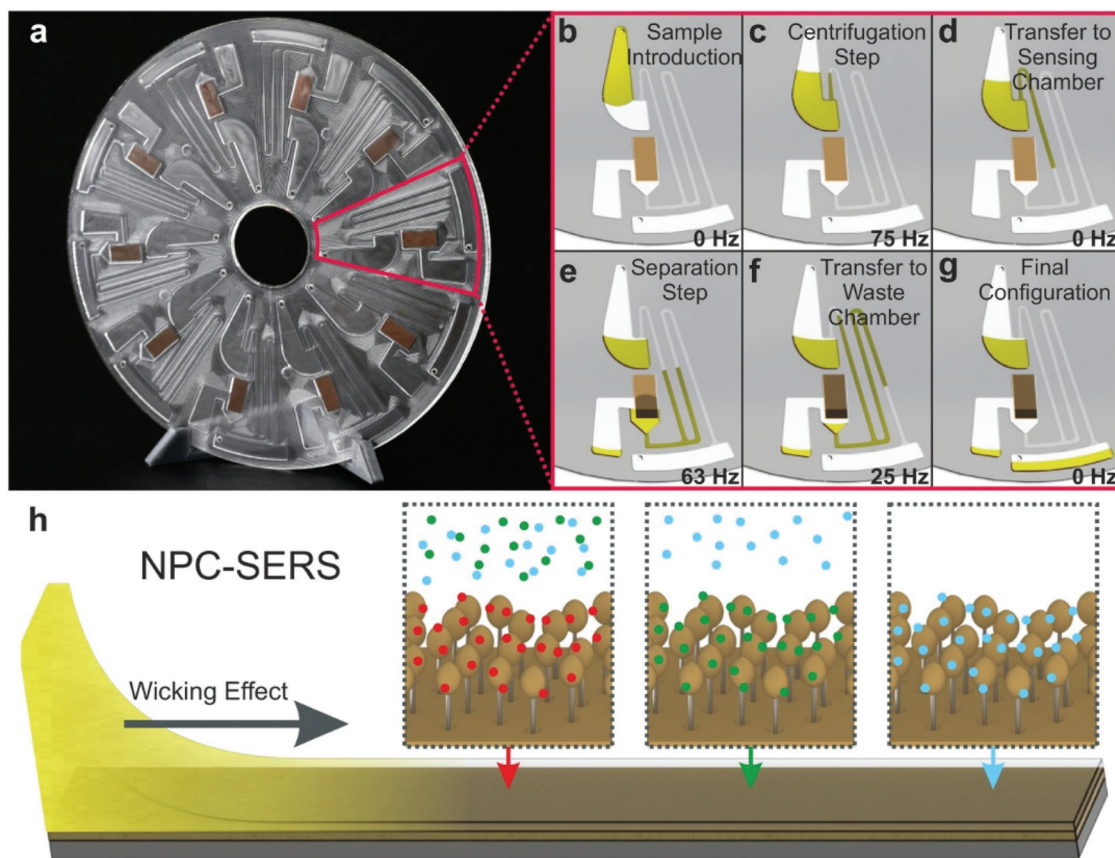 a
b
Sample
Introduction
0 Hz
c
Centrifugation
Step
75 Hz
d
Transfer to
Sensing
Chamber
0 Hz
e
Separation
Step
63 Hz
f
Transfer to
Waste
Chamber
25 Hz
g
Final
Configuration
0 Hz
h
NPC-SERS
Wicking Effect